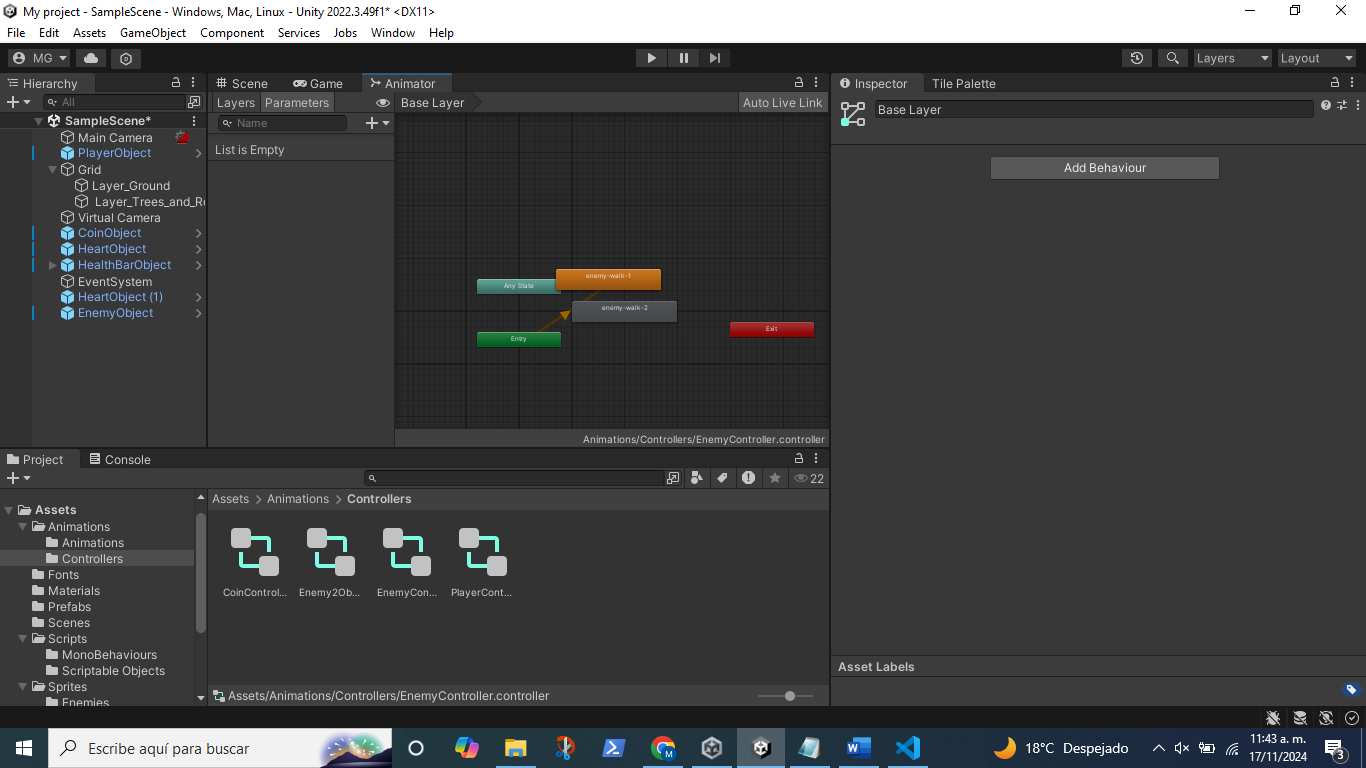 My project - SampleScene - Windows, Mac, Linux - Unity 2022.3.49f1* <DX11>
File Edit Assets GameObject Component Services Jobs Window Help
MG Layers Layout
Hierarchy
All
SampleScene*
Main Camera
PlayerObject
Grid
Layer_Ground
Layer_Trees_and_Ro
Virtual Camera
CoinObject
HeartObject
HealthBarObject
EventSystem
HeartObject (1)
EnemyObject
Scene Game Animator
Layers Parameters Base Layer Auto Live Link
Name
List is Empty
enemy-walk-1
Any State
enemy-walk-2
Exit
Entry
Animations/Controllers/EnemyController.controller
Inspector Tile Palette
Base Layer
Add Behaviour
Asset Labels
Project Console
22
Assets
Animations
Animations
Controllers
Fonts
Materials
Prefabs
Scenes
Scripts
MonoBehaviours
Scriptable Objects
Sprites
Enemies
Assets > Animations > Controllers
CoinControl... Enemy2Ob... EnemyCon... PlayerCont...
Assets/Animations/Controllers/EnemyController.controller
Escribe aquí para buscar
18°C Despejado
11:43 a. m.
17/11/2024
3